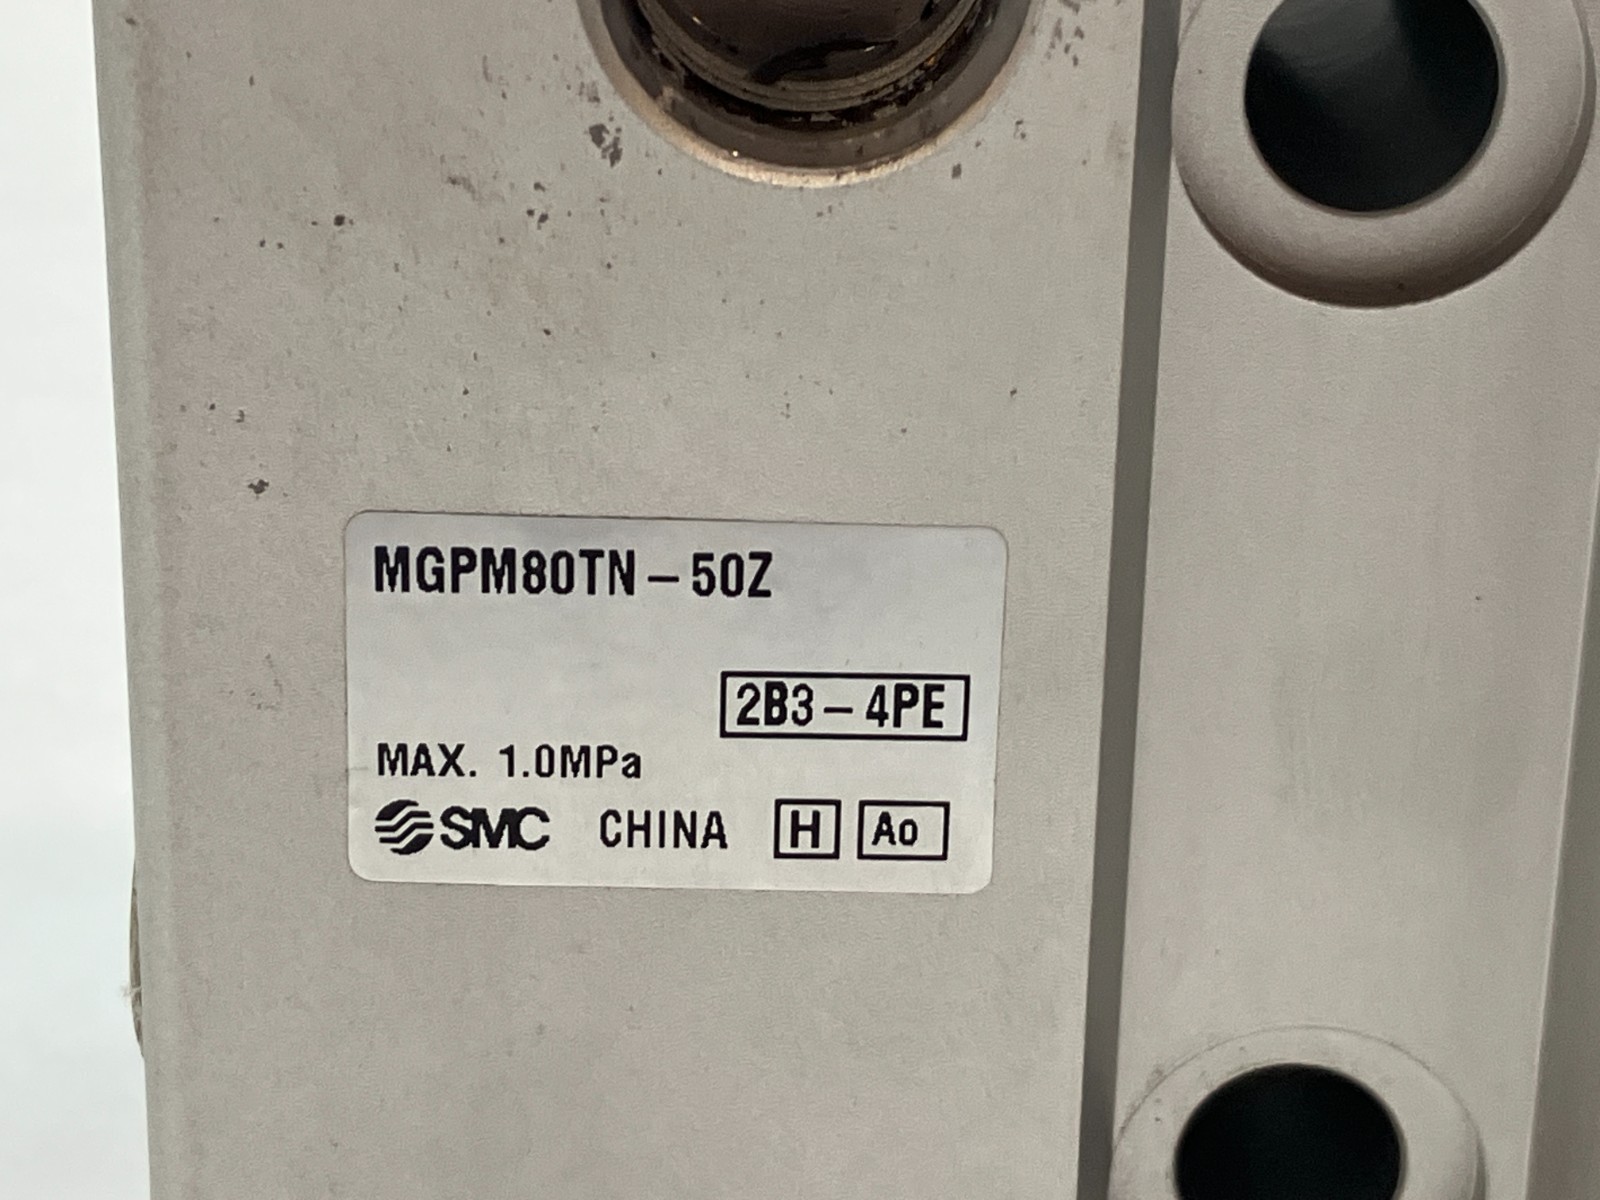 MGPM80TN-50Z
2B3-4PE
MAX. 1.0MPa
SMC CHINA H Ao